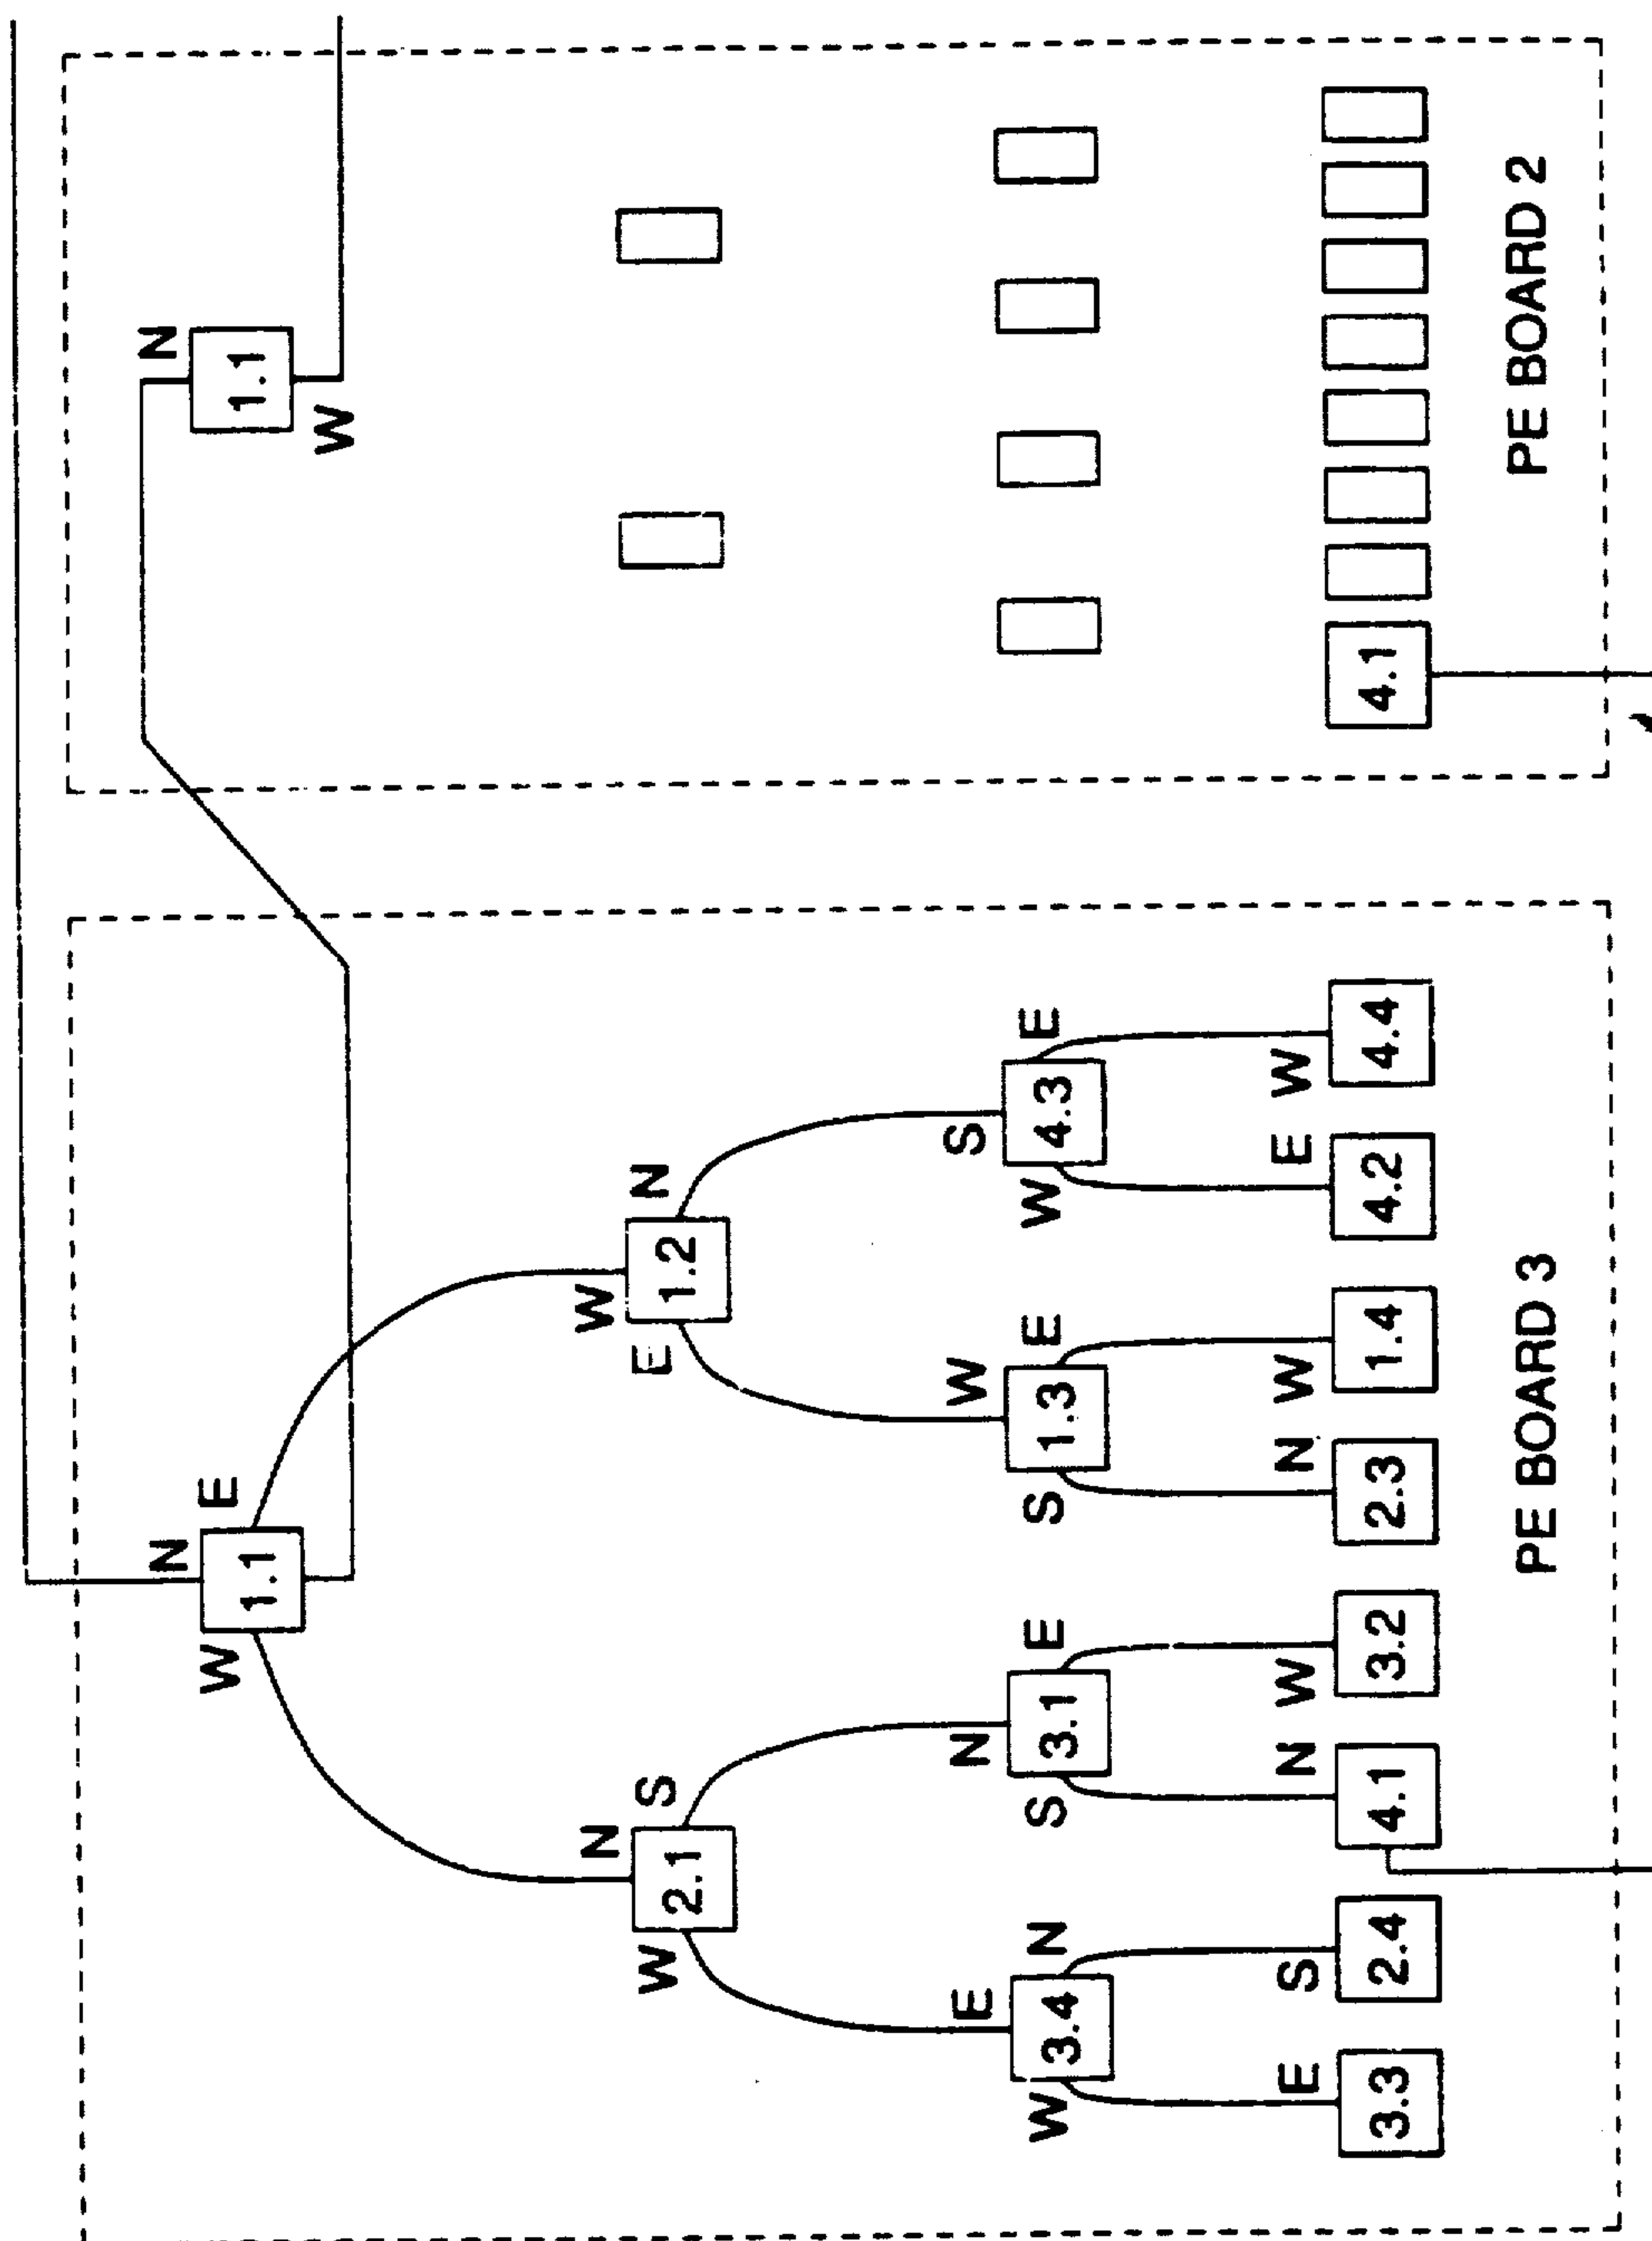 N
W 1.1 E
N
W 2.1 S
W
E 1.2 N
E
W 3.4 N
N
S 3.1 E
W
S 1.3 E
S
W 4.3 E
E
3.3
S
2.4
N
4.1
W
3.2
N
2.3
W
1.4
E
4.2
W
4.4
PE BOARD 3
N
1.1
W
4.1
PE BOARD 2